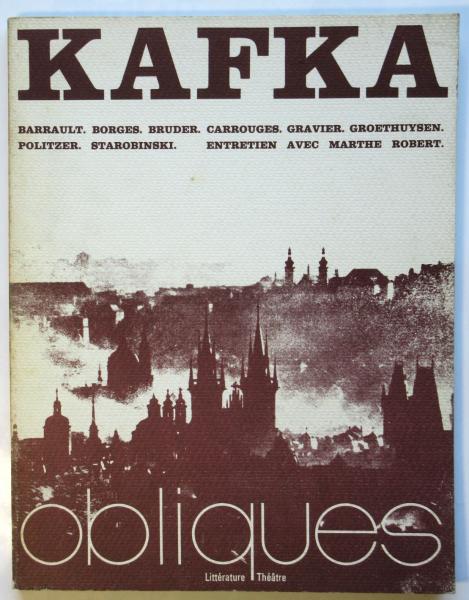 KAFKA
BARRAULT. BORGES. BRUDER. CARROUGES. GRAVIER. GROETHUYSEN.
POLITZER. STAROBINSKI. ENTRETIEN AVEC MARTHE ROBERT.
obliques
Littérature Théâtre